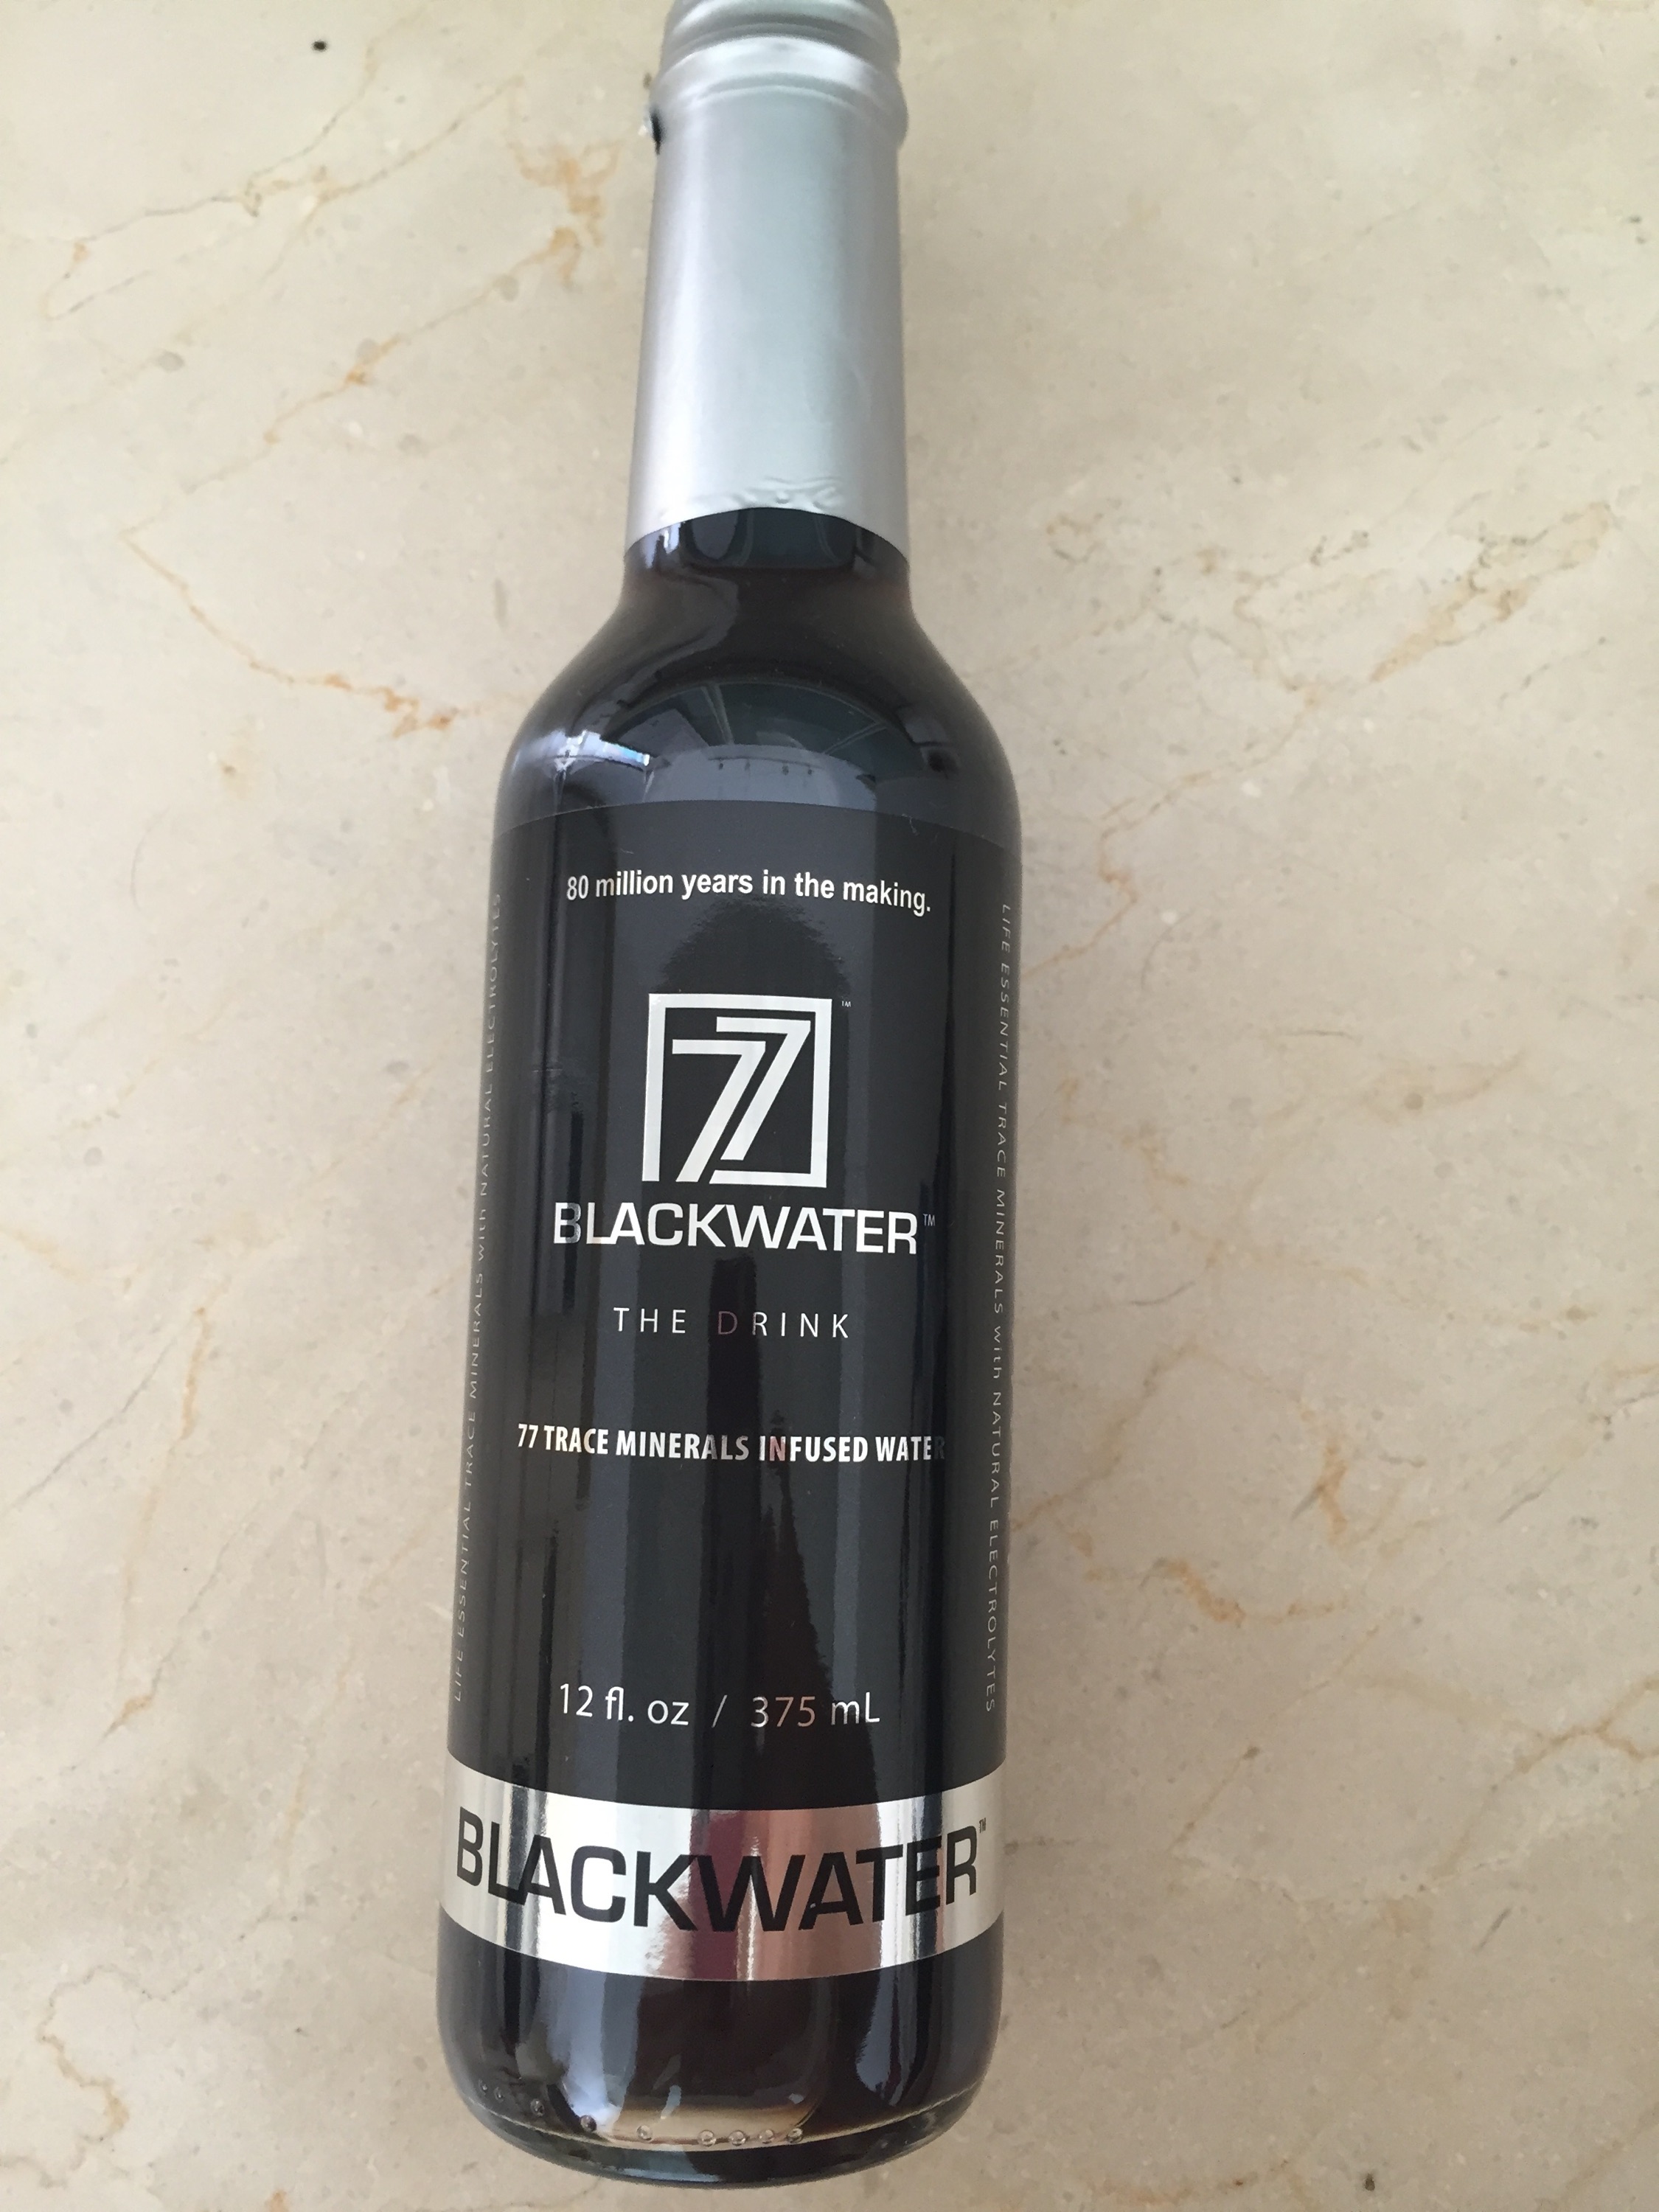 80 million years in the making.
77™
BLACKWATER™
THE DRINK
77 TRACE MINERALS INFUSED WATER
12 fl. oz / 375 mL
BLACKWATER™
LIFE ESSENTIAL TRACE MINERALS with NATURAL ELECTROLYTES
LIFE ESSENTIAL TRACE MINERALS with NATURAL ELECTROLYTES